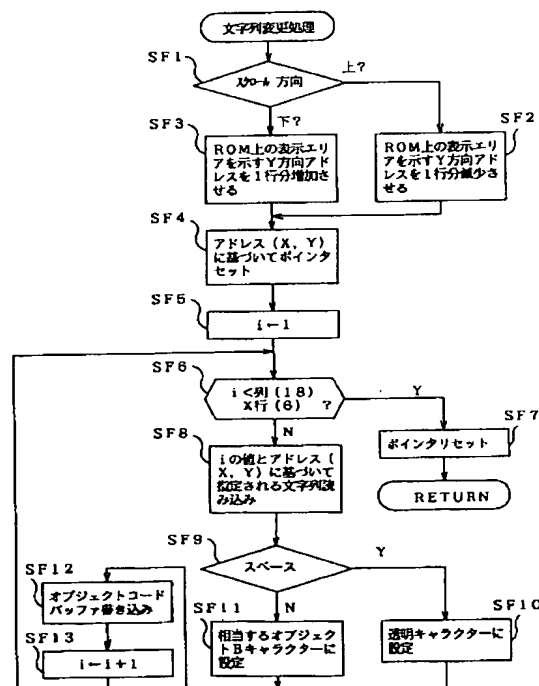 文字列変更処理
SF1
スクロール 方向
上?
下?
SF3
ROM上の表示エリ
アを示すY方向アド
レスを1行分増加さ
せる
SF2
ROM上の表示エリ
アを示すY方向アド
レスを1行分減少さ
せる
SF4
アドレス(X, Y)
に基づいてポインタ
セット
SF5
i←1
SF6
i<列(18)
X行(6) ?
Y
N
SF7
ポインタリセット
RETURN
SF8
iの値とアドレス(
X, Y)に基づいて
指定される文字列読
み込み
SF9
スペース
Y
N
SF12
オブジェクトコード
バッファ書き込み
SF11
相当するオブジェク
トBキャラクターに
設定
SF10
透明キャラクターに
設定
SF13
i←i+1